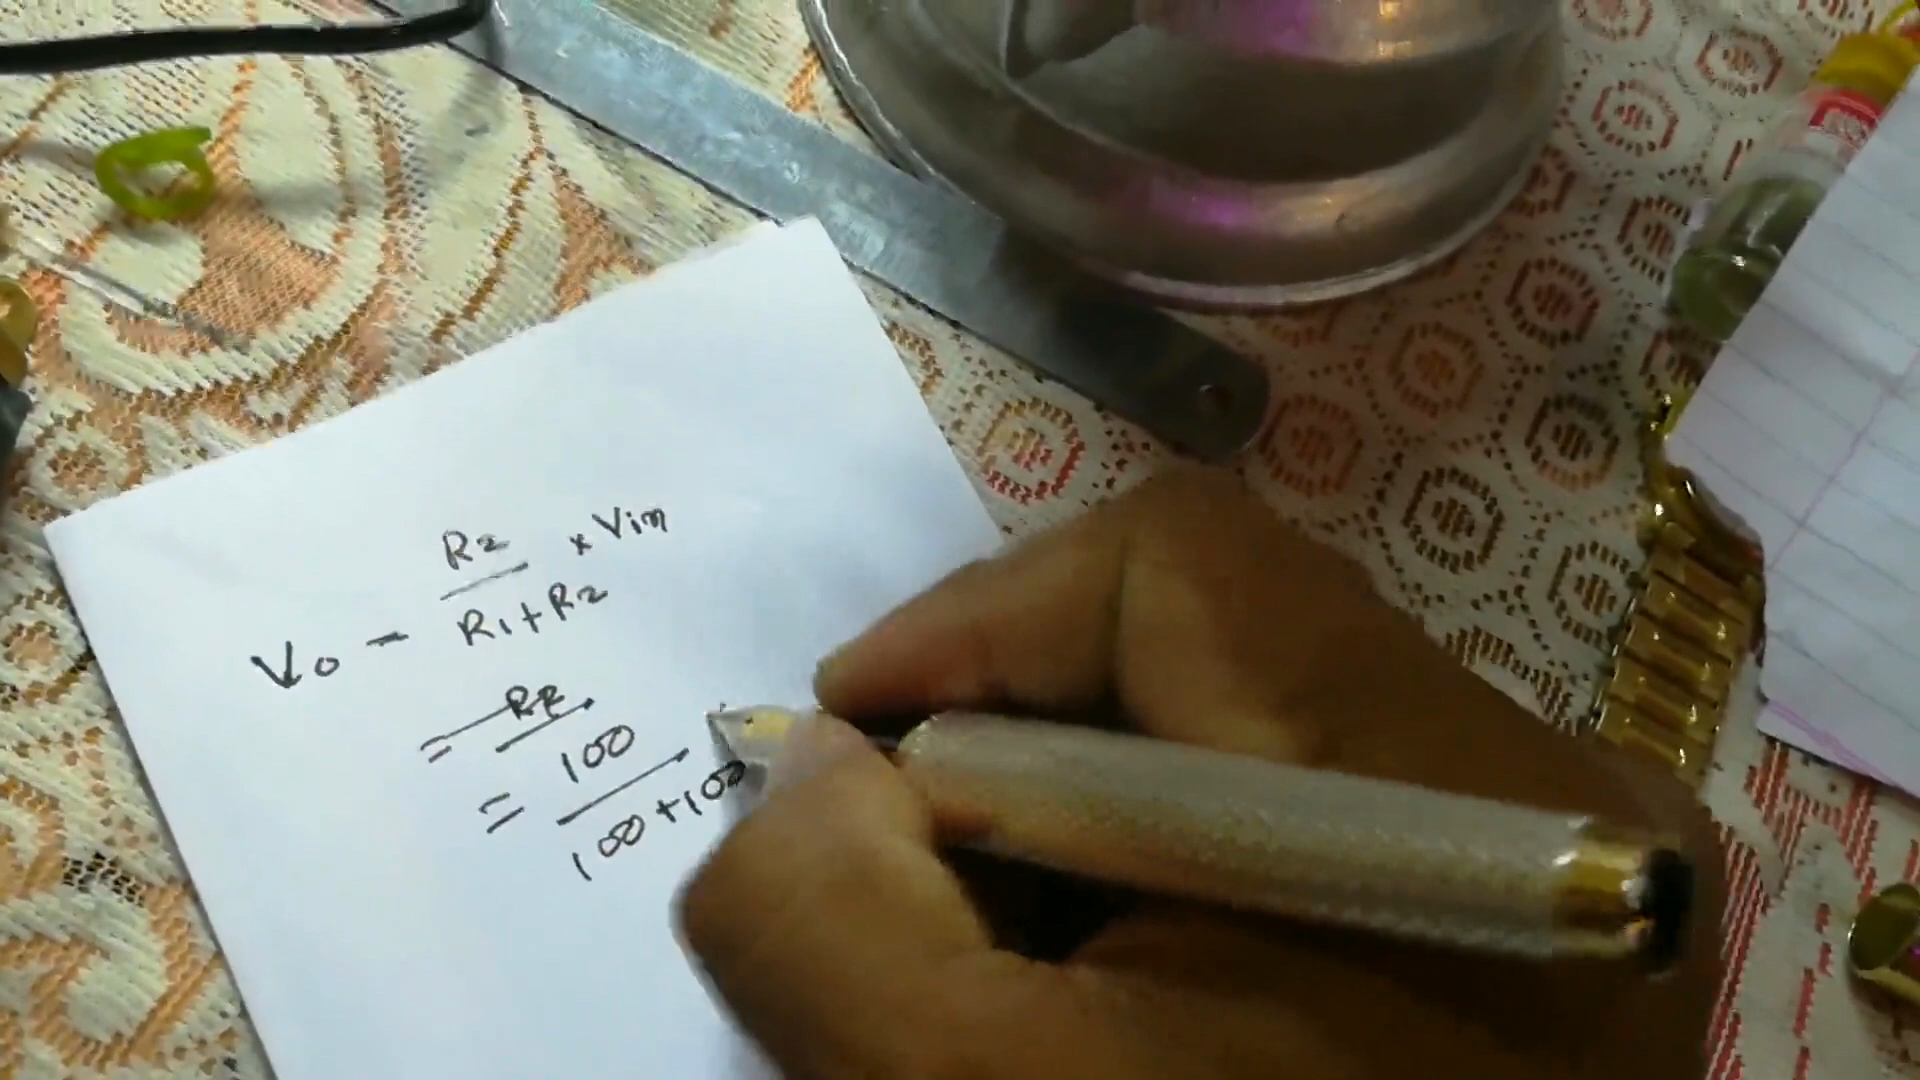 Vo = R2 / R1+R2 x Vin
= R2
= 100 / 100+100